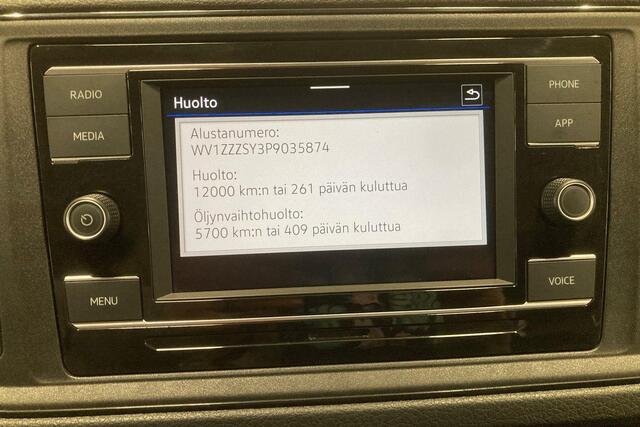 RADIO
MEDIA
MENU
Huolto
Alustanumero:
WV1ZZZSY3P9035874
Huolto:
12000 km:n tai 261 päivän kuluttua
Öljynvaihtohuolto:
5700 km:n tai 409 päivän kuluttua
PHONE
APP
VOICE